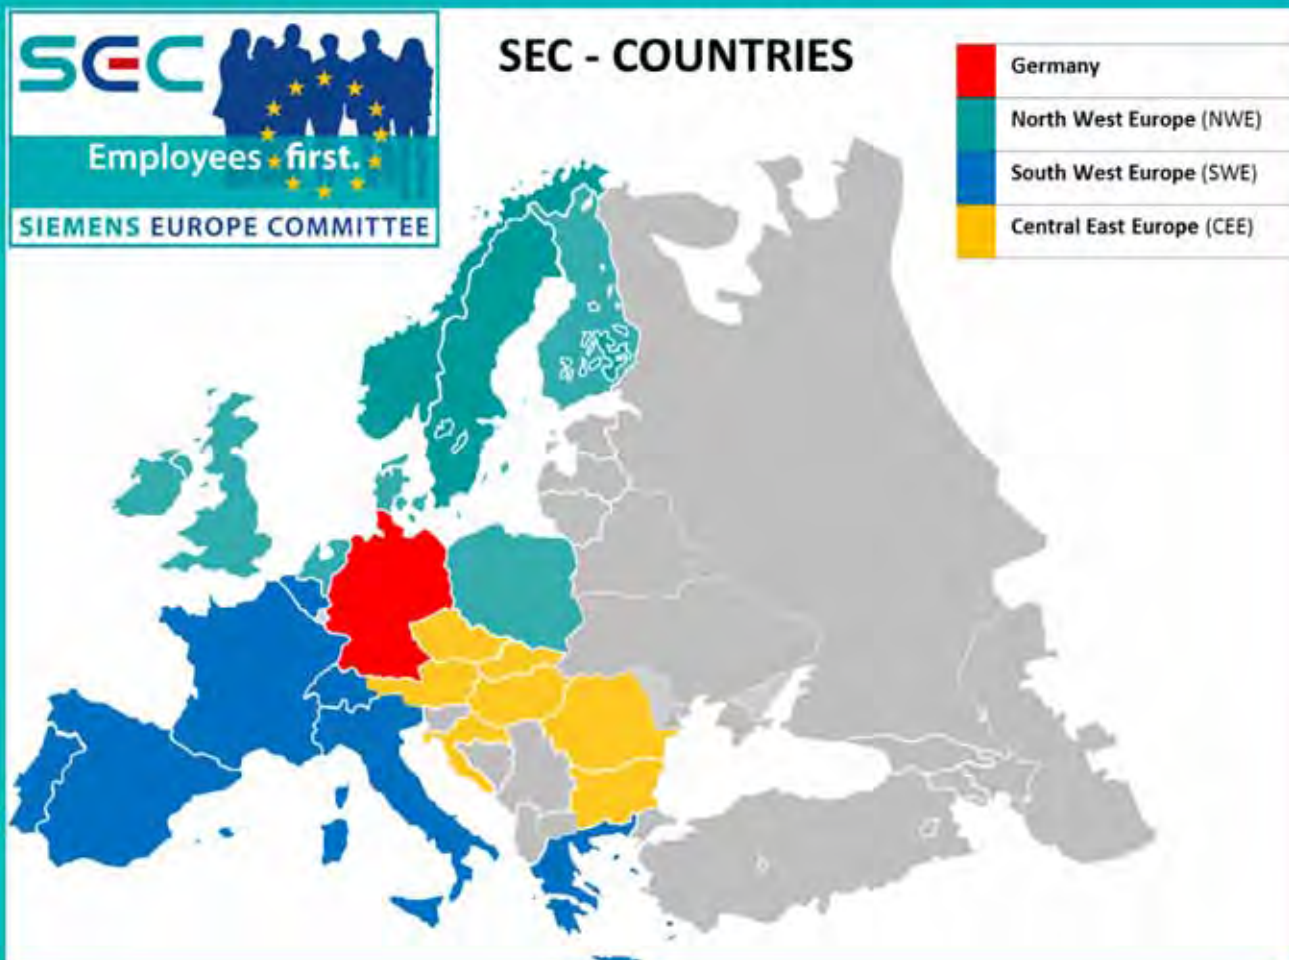 SEC
Employees first.
SIEMENS EUROPE COMMITTEE
SEC - COUNTRIES
Germany
North West Europe (NWE)
South West Europe (SWE)
Central East Europe (CEE)